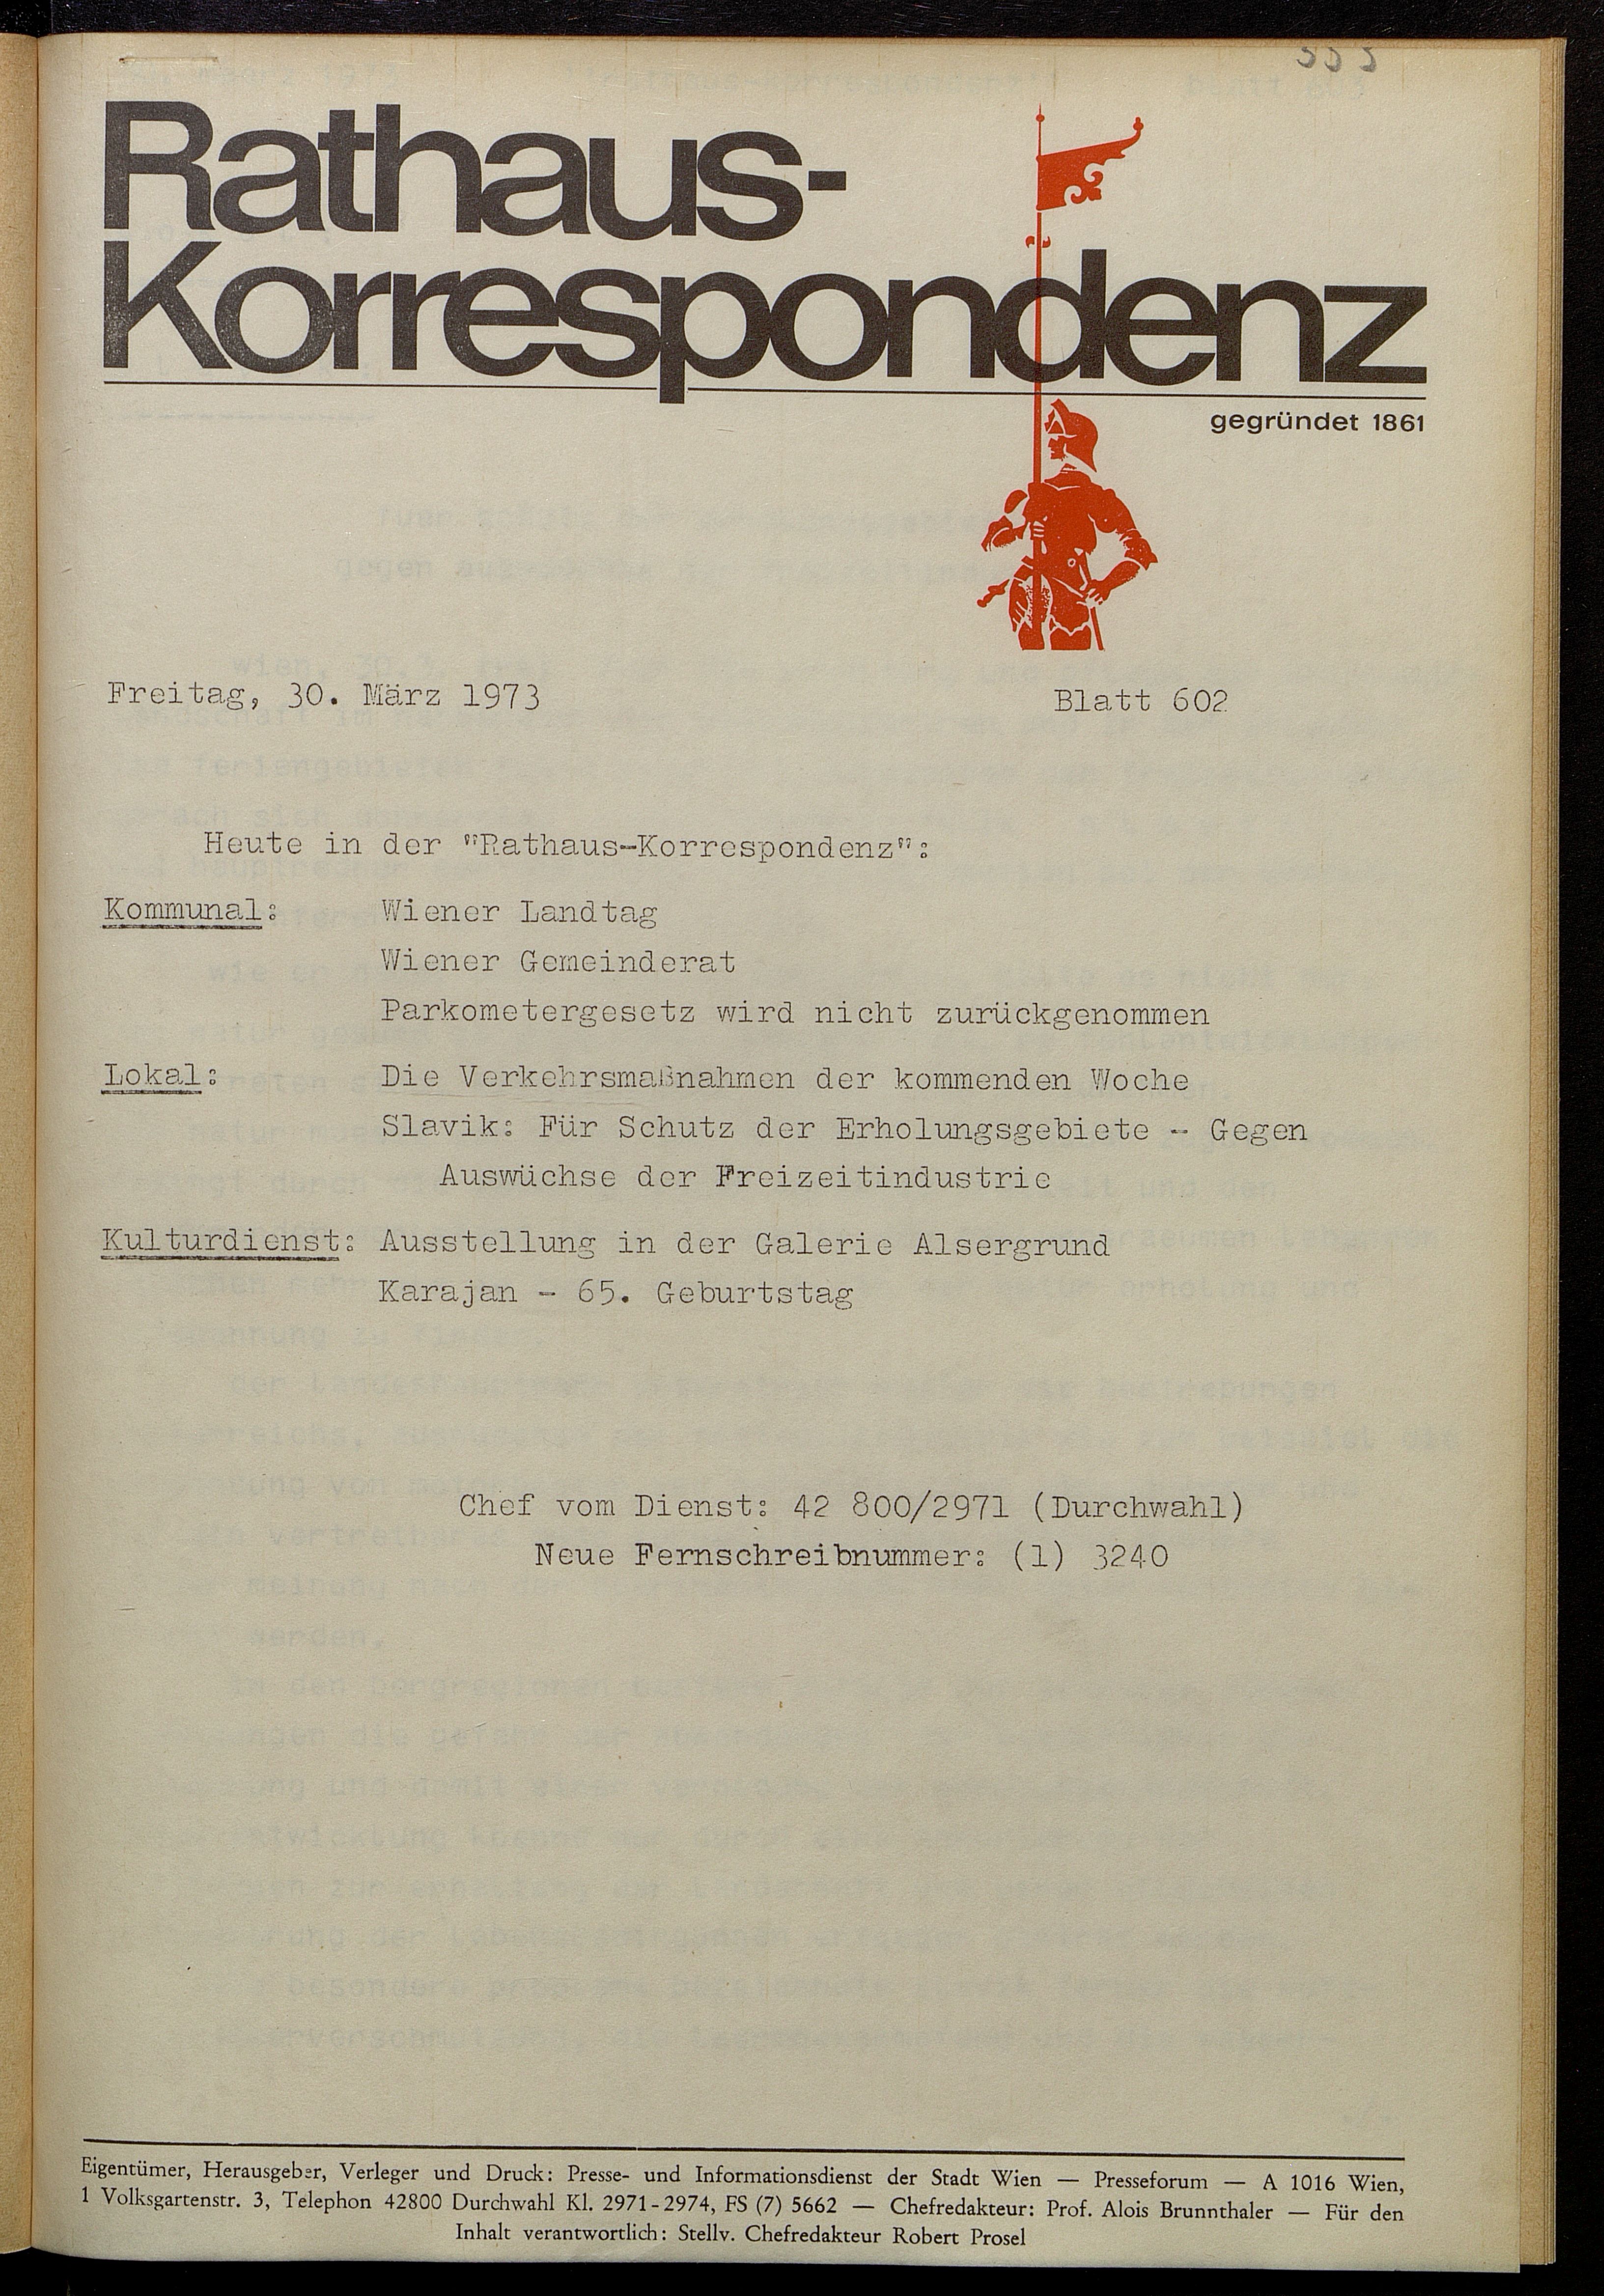 Rathaus-
Korrespondenz
gegründet 1861
Freitag, 30. März 1973 Blatt 602
Heute in der "Rathaus-Korrespondenz":
Kommunal: Wiener Landtag
Wiener Gemeinderat
Parkometergesetz wird nicht zurückgenommen
Lokal: Die Verkehrsmaßnahmen der kommenden Woche
Slavik: Für Schutz der Erholungsgebiete - Gegen
Auswüchse der Freizeitindustrie
Kulturdienst: Ausstellung in der Galerie Alsergrund
Karajan - 65. Geburtstag
Chef vom Dienst: 42 800/2971 (Durchwahl)
Neue Fernschreibnummer: (1) 3240
Eigentümer, Herausgeber, Verleger und Druck: Presse- und Informationsdienst der Stadt Wien — Presseforum — A 1016 Wien,
1 Volksgartenstr. 3, Telephon 42800 Durchwahl Kl. 2971-2974, FS (7) 5662 — Chefredakteur: Prof. Alois Brunnthaler — Für den
Inhalt verantwortlich: Stellv. Chefredakteur Robert Prosel